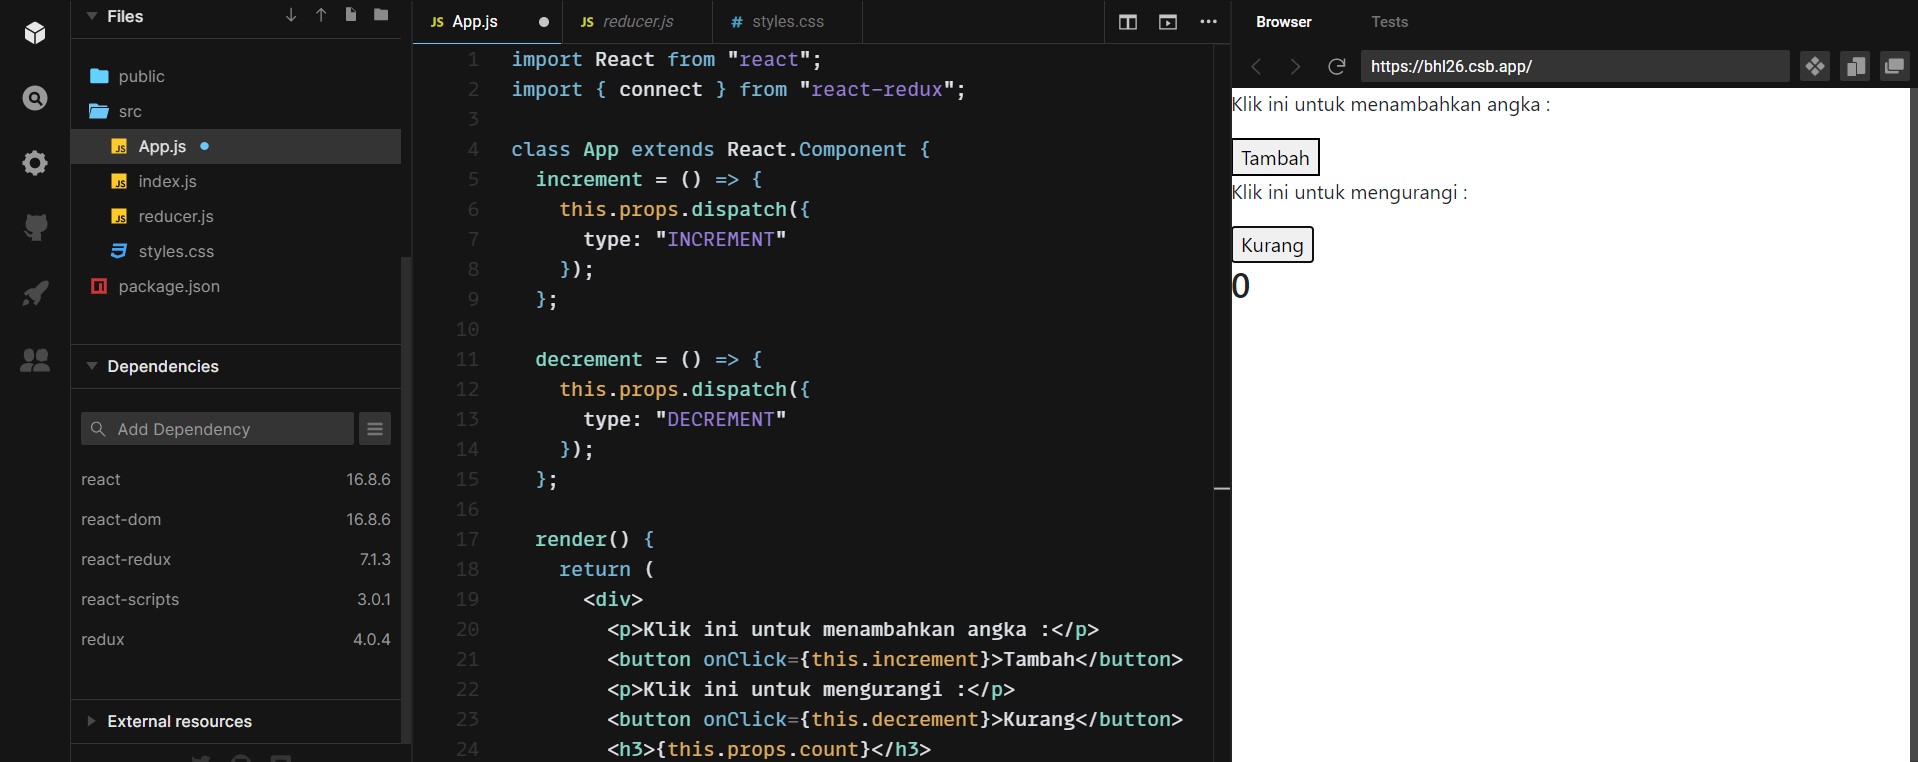 Files
public
src
App.js
index.js
reducer.js
styles.css
package.json
Dependencies
Add Dependency
react 16.8.6
react-dom 16.8.6
react-redux 7.1.3
react-scripts 3.0.1
redux 4.0.4
External resources
JS App.js JS reducer.js # styles.css
1 import React from "react";
2 import { connect } from "react-redux";
3
4 class App extends React.Component {
5 increment = () => {
6 this.props.dispatch({
7 type: "INCREMENT"
8 });
9 };
10
11 decrement = () => {
12 this.props.dispatch({
13 type: "DECREMENT"
14 });
15 };
16
17 render() {
18 return (
19 <div>
20 <p>Klik ini untuk menambahkan angka :</p>
21 <button onClick={this.increment}>Tambah</button>
22 <p>Klik ini untuk mengurangi :</p>
23 <button onClick={this.decrement}>Kurang</button>
24 <h3>{this.props.count}</h3>
Browser Tests
https://bhl26.csb.app/
Klik ini untuk menambahkan angka :
Tambah
Klik ini untuk mengurangi :
Kurang
0